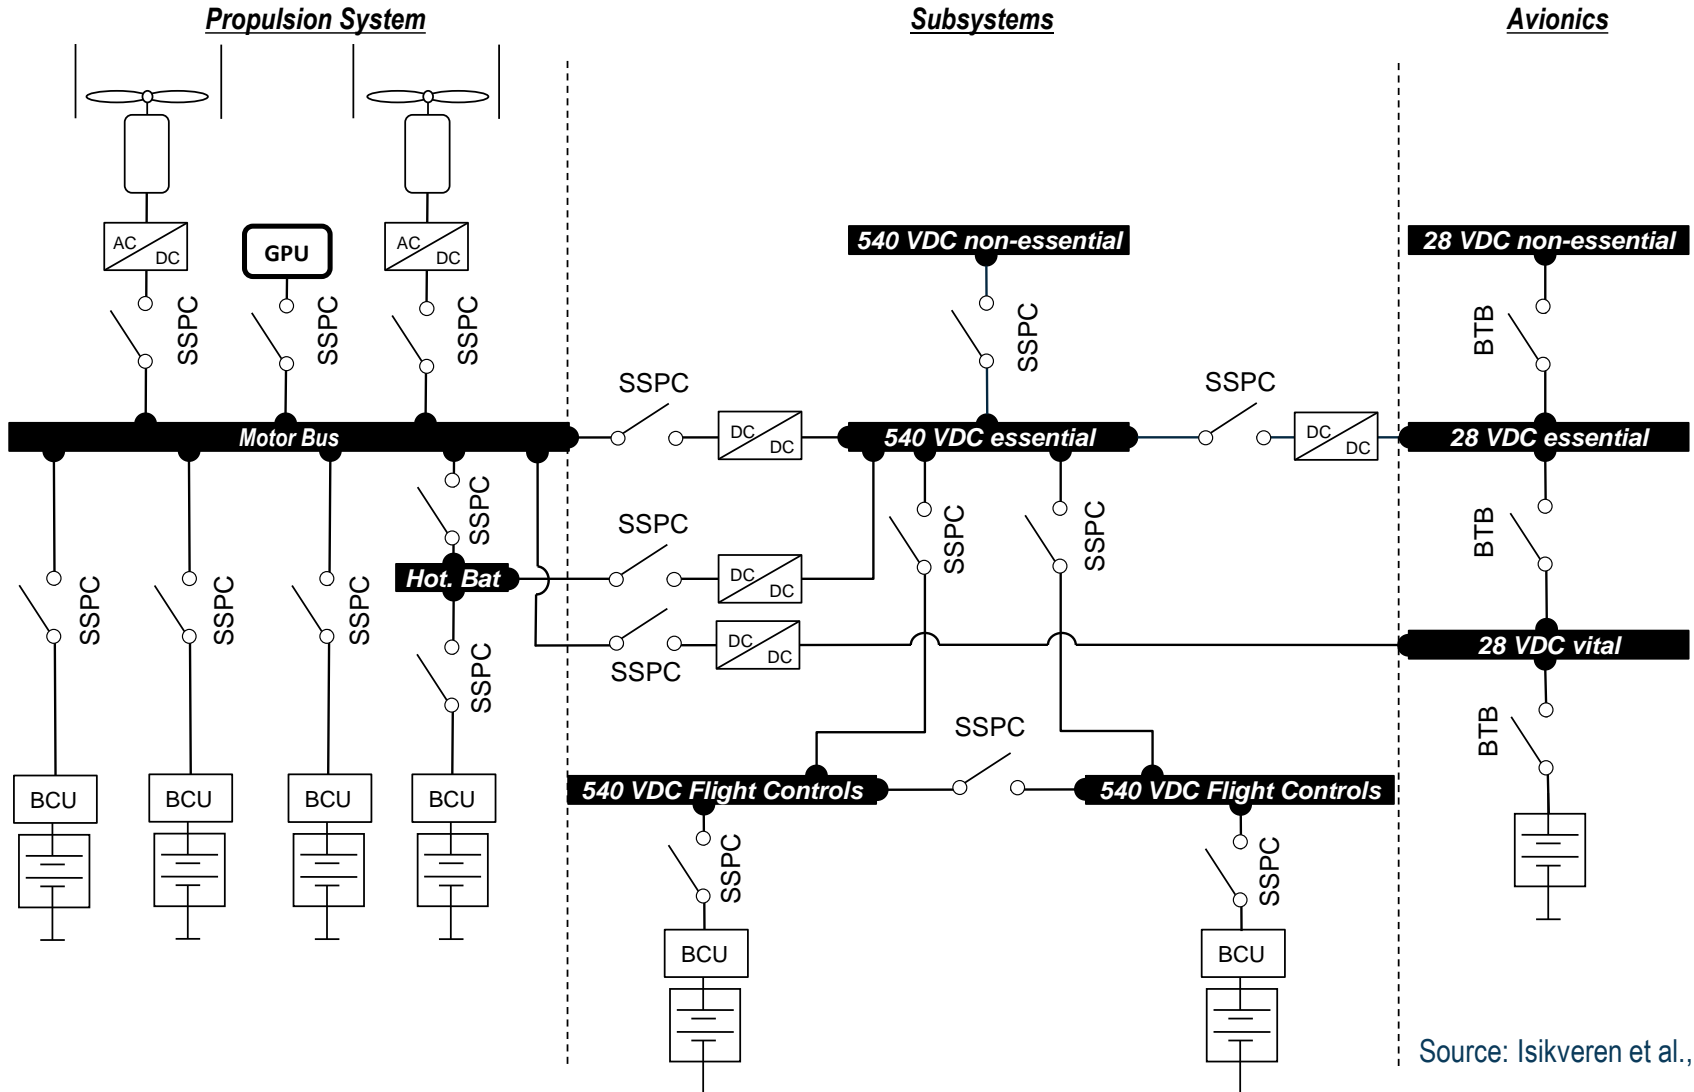 Propulsion System
Subsystems
Avionics
AC
DC
GPU
AC
DC
540 VDC non-essential
28 VDC non-essential
SSPC
SSPC
SSPC
SSPC
BTB
SSPC
SSPC
Motor Bus
DC
DC
540 VDC essential
DC
DC
28 VDC essential
SSPC
SSPC
SSPC
SSPC
BTB
Hot. Bat
DC
DC
SSPC
SSPC
SSPC
SSPC
DC
DC
28 VDC vital
SSPC
SSPC
BTB
540 VDC Flight Controls
540 VDC Flight Controls
BCU
BCU
BCU
BCU
SSPC
SSPC
BCU
BCU
Source: Isikveren et al.,